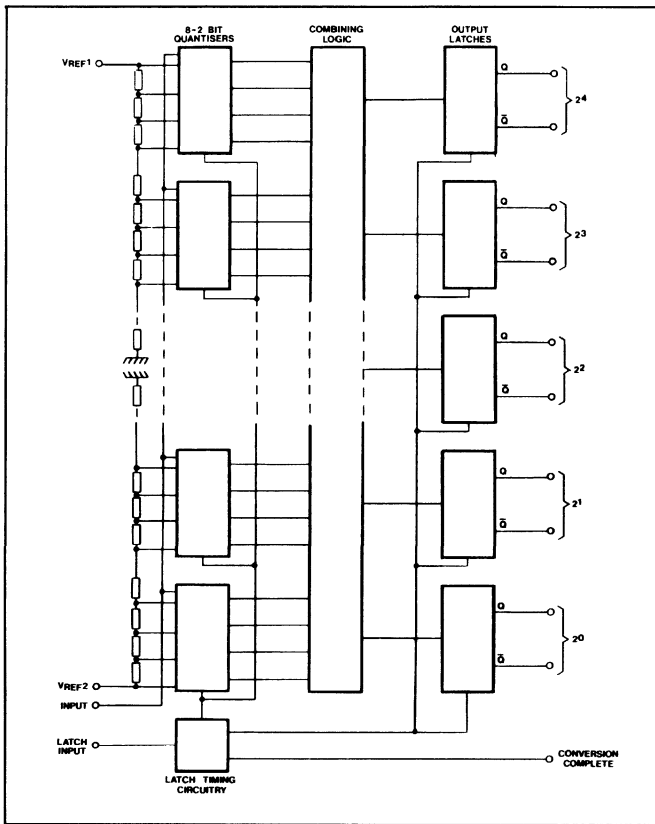 8-2 BIT
QUANTISERS
COMBINING
LOGIC
OUTPUT
LATCHES
VREF1
Q
Q̅
2⁴
Q
Q̅
2³
Q
Q̅
2²
Q
Q̅
2¹
Q
Q̅
2⁰
VREF2
INPUT
LATCH
INPUT
LATCH TIMING
CIRCUITRY
CONVERSION
COMPLETE